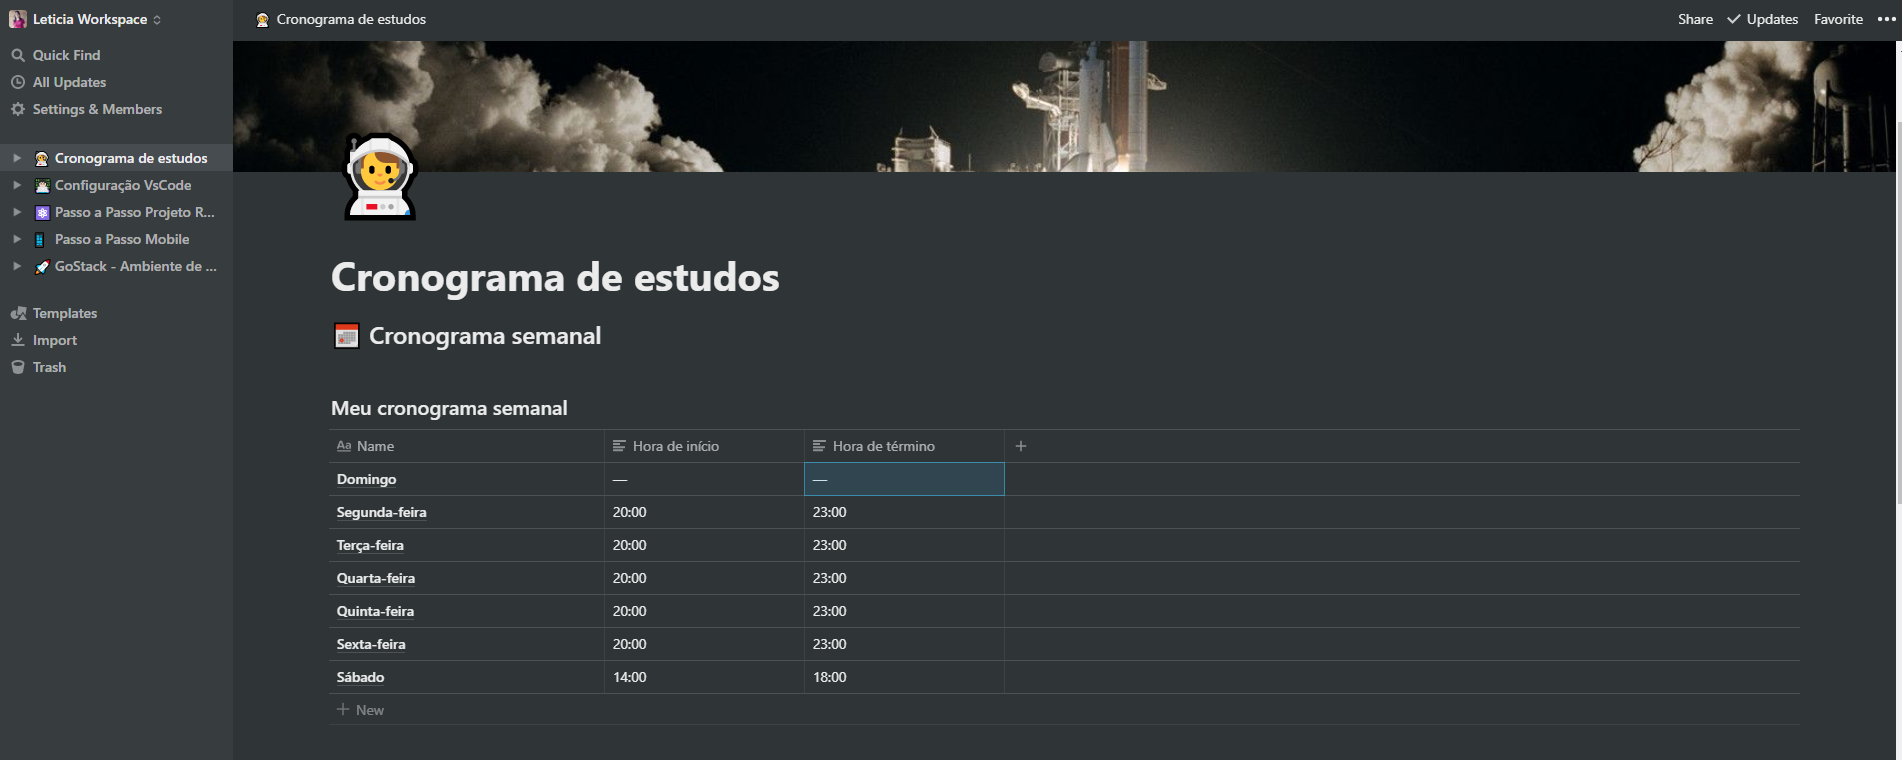 Leticia Workspace
Quick Find
All Updates
Settings & Members
Cronograma de estudos
Configuração VsCode
Passo a Passo Projeto R...
Passo a Passo Mobile
GoStack - Ambiente de ...
Templates
Import
Trash
Cronograma de estudos
Share Updates Favorite
Cronograma de estudos
Cronograma semanal
Meu cronograma semanal
Aa Name Hora de início Hora de término +
Domingo — —
Segunda-feira 20:00 23:00
Terça-feira 20:00 23:00
Quarta-feira 20:00 23:00
Quinta-feira 20:00 23:00
Sexta-feira 20:00 23:00
Sábado 14:00 18:00
+ New